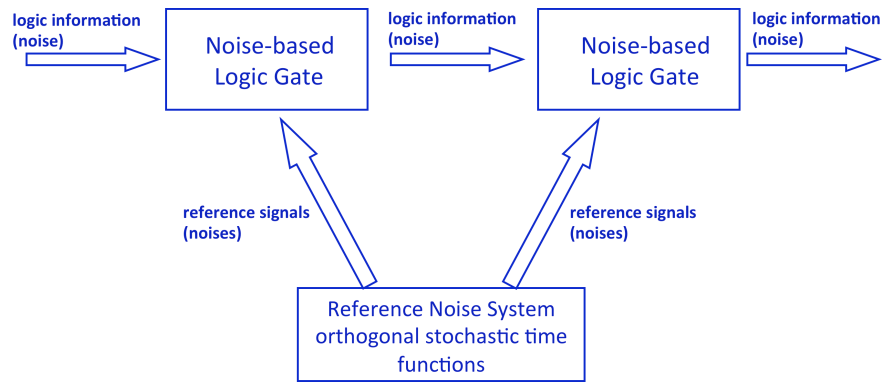 logic information
(noise)
Noise-based
Logic Gate
logic information
(noise)
Noise-based
Logic Gate
logic information
(noise)
reference signals
(noises)
reference signals
(noises)
Reference Noise System
orthogonal stochastic time
functions